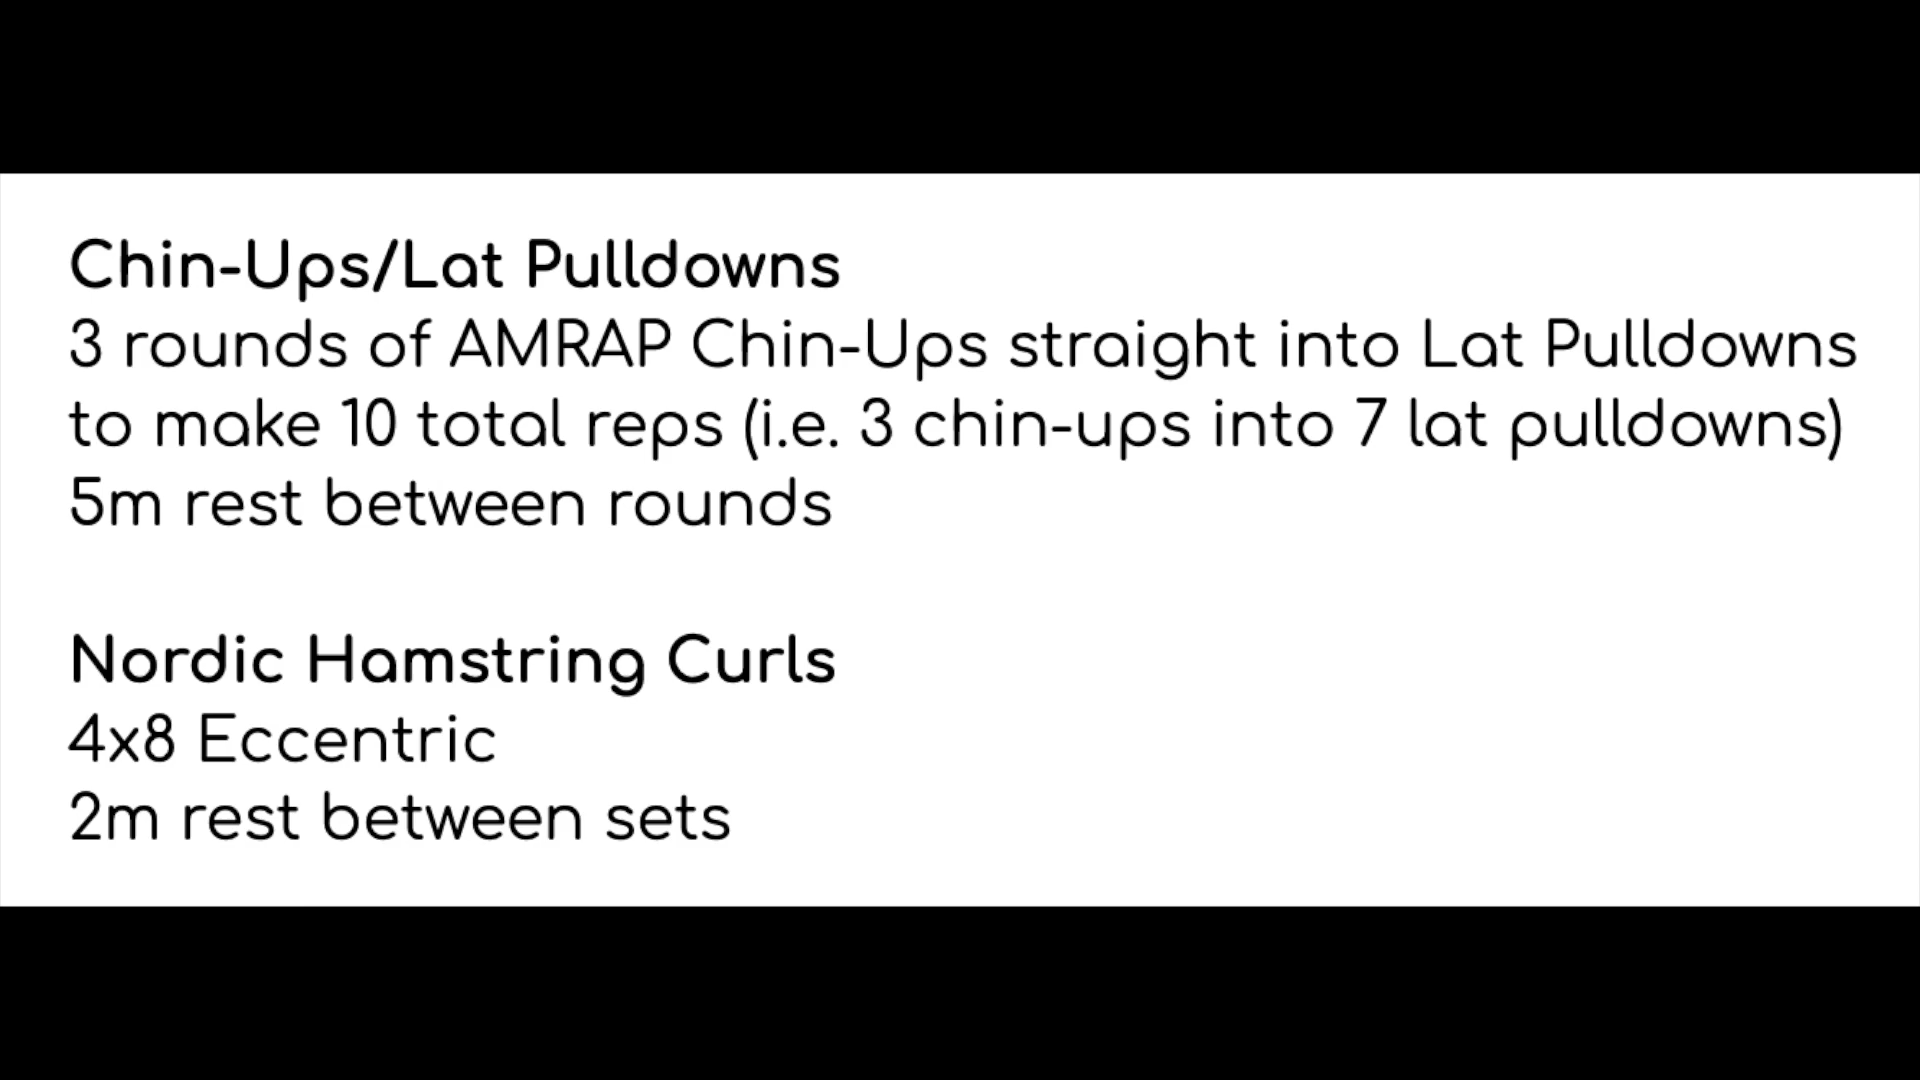 Chin-Ups/Lat Pulldowns
3 rounds of AMRAP Chin-Ups straight into Lat Pulldowns
to make 10 total reps (i.e. 3 chin-ups into 7 lat pulldowns)
5m rest between rounds
Nordic Hamstring Curls
4x8 Eccentric
2m rest between sets